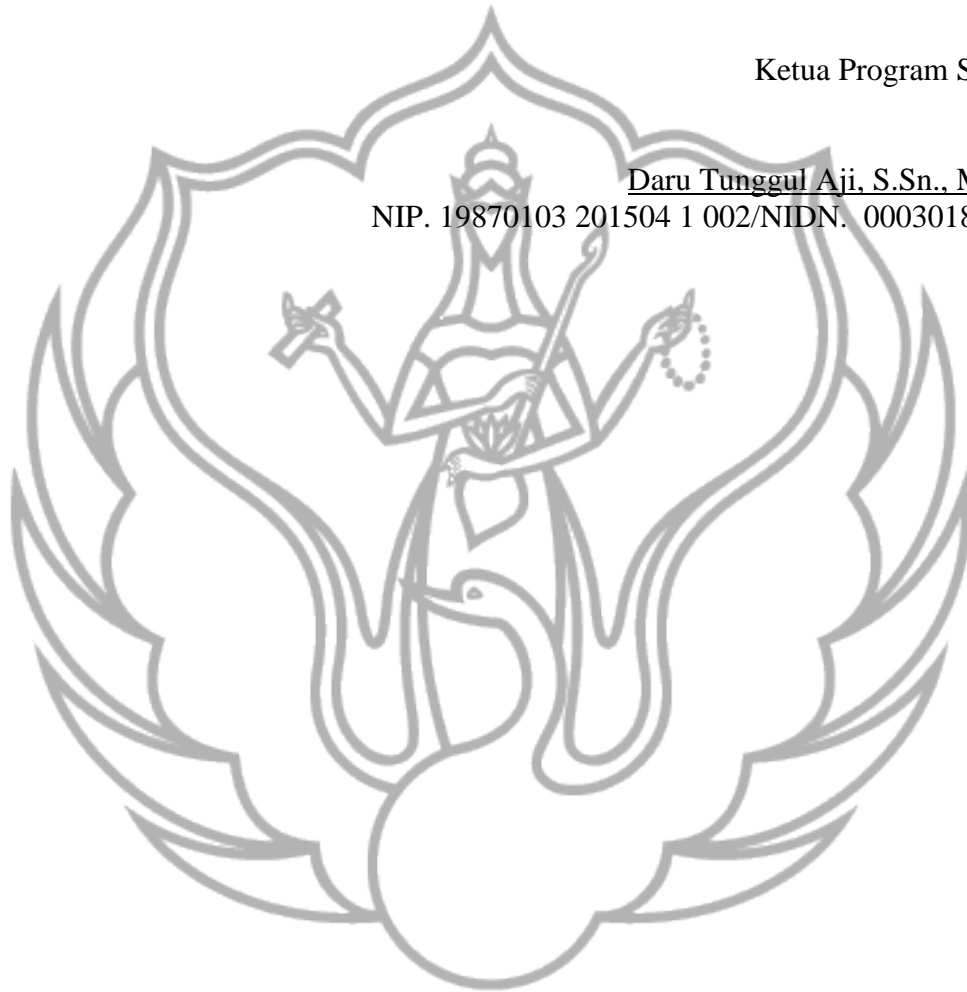 Ketua Program S
Daru Tunggul Aji, S.Sn., M
NIP. 19870103 201504 1 002/NIDN. 0003018